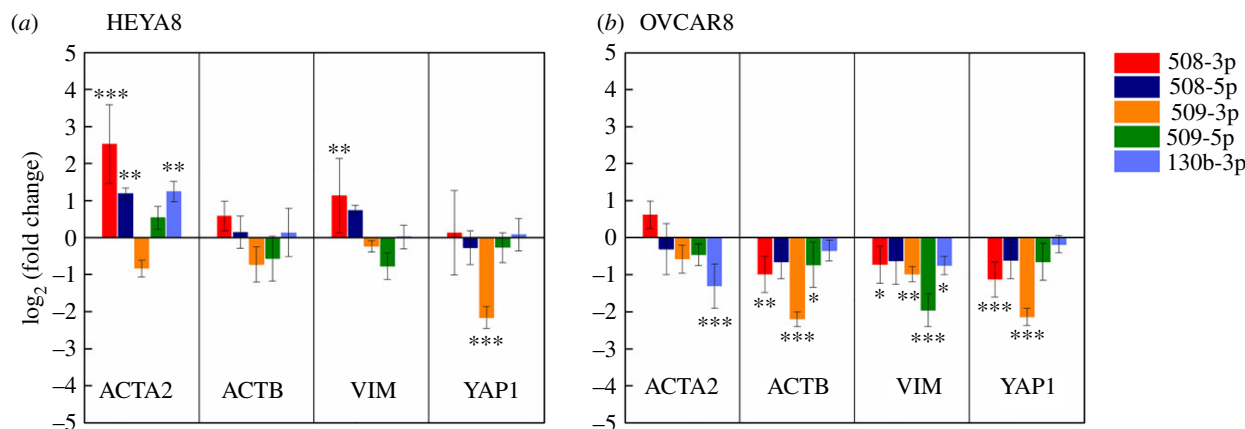 (a) HEYA8
5
4
3
2
1
0
–1
–2
–3
–4
–5
log2 (fold change)
*** ** **
**
***
ACTA2 ACTB VIM YAP1
(b) OVCAR8
5
4
3
2
1
0
–1
–2
–3
–4
–5
***
** *** *
* ** *** *
*** ***
ACTA2 ACTB VIM YAP1
508-3p
508-5p
509-3p
509-5p
130b-3p